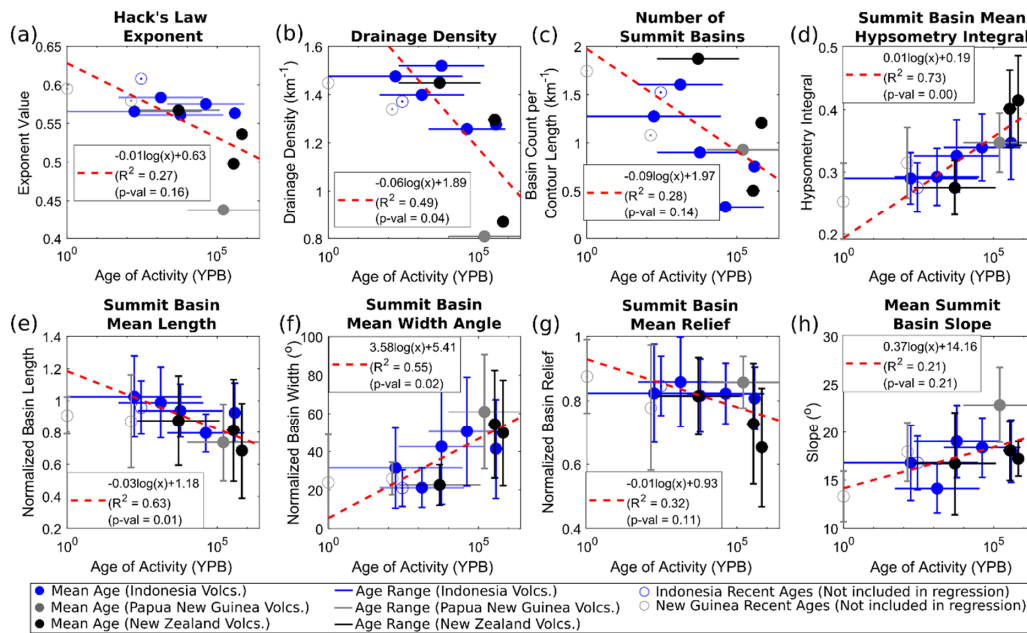 (a)
Hack's Law
Exponent
Exponent Value
0.65
0.6
0.55
0.5
0.45
0.4
-0.01log(x)+0.63
(R² = 0.27)
(p-val = 0.16)
10⁰
10⁵
Age of Activity (YPB)
(b)
Drainage Density
Drainage Density (km⁻¹)
1.6
1.4
1.2
1
0.8
-0.06log(x)+1.89
(R² = 0.49)
(p-val = 0.04)
10⁰
10⁵
Age of Activity (YPB)
(c)
Number of
Summit Basins
Basin Count per
Contour Length (km⁻¹)
2
1.5
1
0.5
0
-0.09log(x)+1.97
(R² = 0.28)
(p-val = 0.14)
10⁰
10⁵
Age of Activity (YPB)
(d)
Summit Basin Mean
Hypsometry Integral
Hypsometry Integral
0.5
0.4
0.3
0.2
0.01log(x)+0.19
(R² = 0.73)
(p-val = 0.00)
10⁰
10⁵
Age of Activity (YPB)
(e)
Summit Basin
Mean Length
Normalized Basin Length
1.4
1.2
1
0.8
0.6
0.4
0.2
-0.03log(x)+1.18
(R² = 0.63)
(p-val = 0.01)
10⁰
10⁵
Age of Activity (YPB)
(f)
Summit Basin
Mean Width Angle
Normalized Basin Width (°)
100
80
60
40
20
0
3.58log(x)+5.41
(R² = 0.55)
(p-val = 0.02)
10⁰
10⁵
Age of Activity (YPB)
(g)
Summit Basin
Mean Relief
Normalized Basin Relief
1
0.8
0.6
0.4
-0.01log(x)+0.93
(R² = 0.32)
(p-val = 0.11)
10⁰
10⁵
Age of Activity (YPB)
(h)
Mean Summit
Basin Slope
Slope (°)
30
25
20
15
10
0.37log(x)+14.16
(R² = 0.21)
(p-val = 0.21)
10⁰
10⁵
Age of Activity (YPB)
Mean Age (Indonesia Volcs.)
Mean Age (Papua New Guinea Volcs.)
Mean Age (New Zealand Volcs.)
Age Range (Indonesia Volcs.)
Age Range (Papua New Guinea Volcs.)
Age Range (New Zealand Volcs.)
Indonesia Recent Ages (Not included in regression)
New Guinea Recent Ages (Not included in regression)